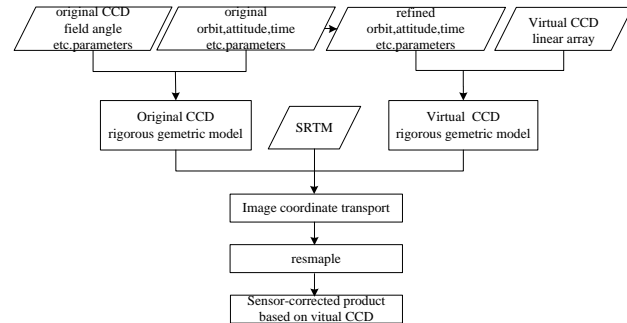 original CCD
field angle
etc.parameters
original
orbit,attitude,time
etc.parameters
refined
orbit,attitude,time
etc.parameters
Virtual CCD
linear array
Original CCD
rigorous gemetric model
SRTM
Virtual CCD
rigorous gemetric model
Image coordinate transport
resmaple
Sensor-corrected product
based on vitual CCD